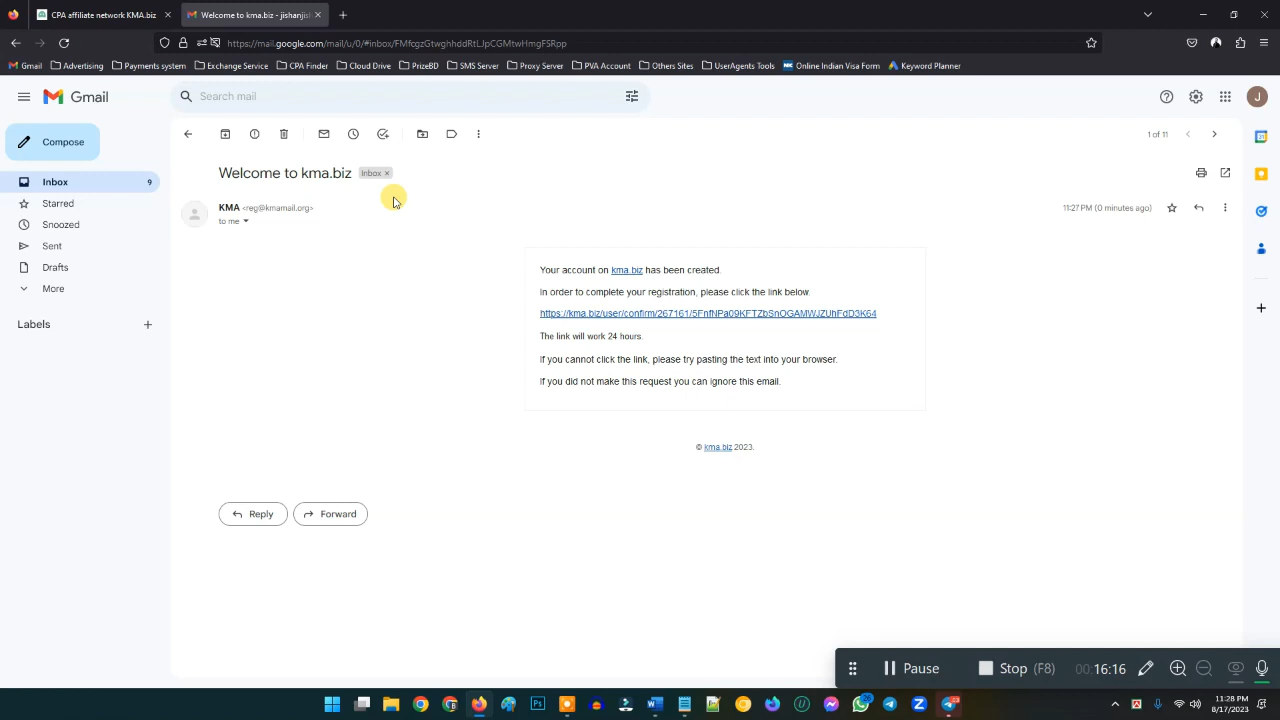 CPA affiliate network KMA.biz
Welcome to kma.biz - jishanjis
https://mail.google.com/mail/u/0/#inbox/FMfcgzGtwghhddRtLJpCGMtwHmgFSRpp
Gmail
Advertising
Payments system
Exchange Service
CPA Finder
Cloud Drive
PrizeBD
SMS Server
Proxy Server
PVA Account
Others Sites
UserAgents Tools
Online Indian Visa Form
Keyword Planner
Gmail
Search mail
J
Compose
1 of 11
Inbox 9
Starred
Snoozed
Sent
Drafts
More
Labels
Welcome to kma.biz
Inbox ×
KMA <reg@kmamail.org>
11:27 PM (0 minutes ago)
to me
Your account on kma.biz has been created.
In order to complete your registration, please click the link below.
https://kma.biz/user/confirm/267161/5FnfNPa09KFTZbSnOGAMWJZUhFdD3K64
The link will work 24 hours.
If you cannot click the link, please try pasting the text into your browser.
If you did not make this request you can ignore this email.
© kma.biz 2023.
Reply
Forward
Pause
Stop (F8)
00:16:16
11:28 PM
8/17/2023